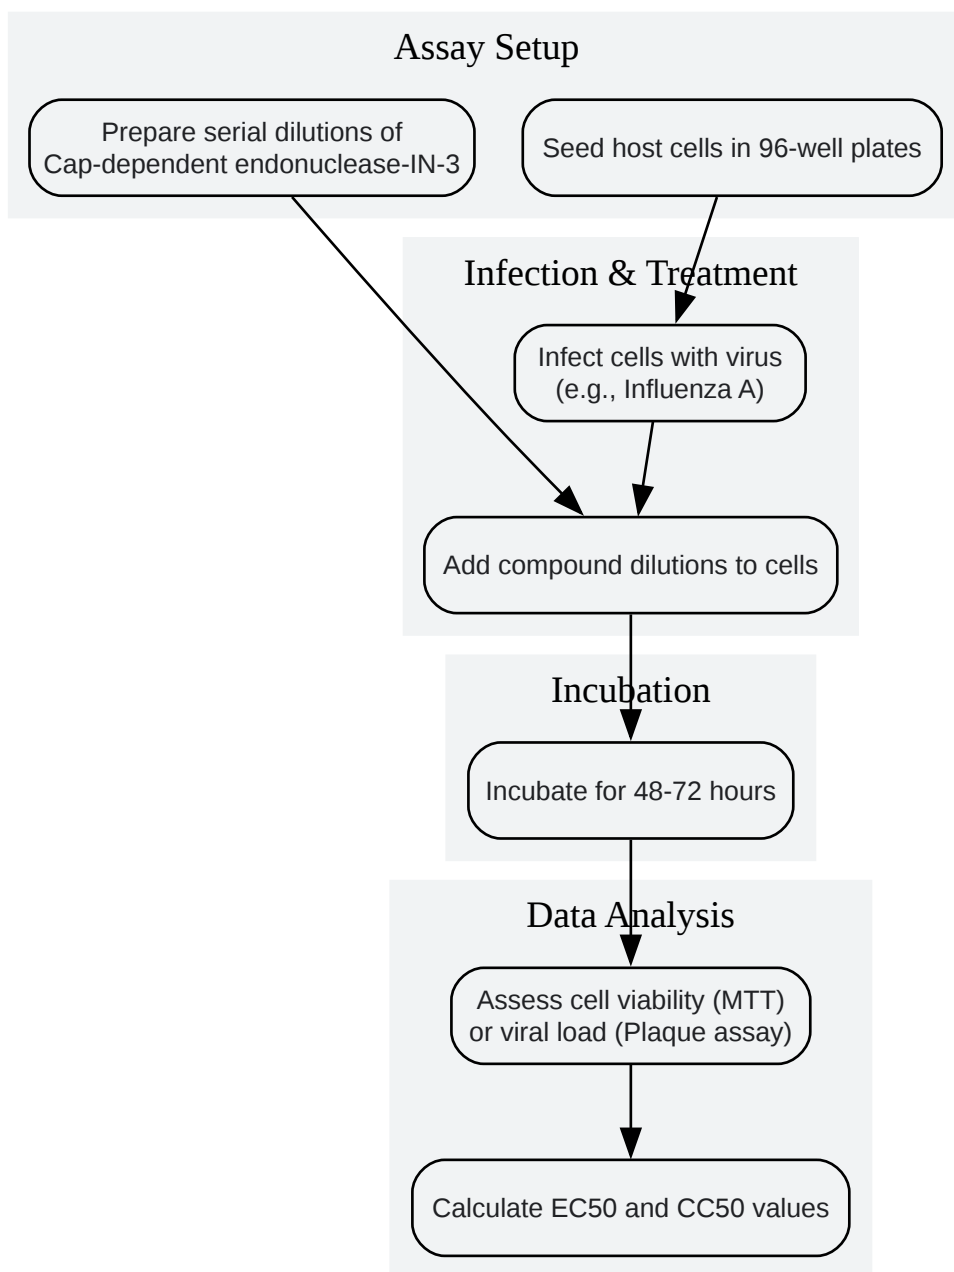 Assay Setup
Prepare serial dilutions of
Cap-dependent endonuclease-IN-3
Seed host cells in 96-well plates
Infection & Treatment
Infect cells with virus
(e.g., Influenza A)
Add compound dilutions to cells
Incubation
Incubate for 48-72 hours
Data Analysis
Assess cell viability (MTT)
or viral load (Plaque assay)
Calculate EC50 and CC50 values